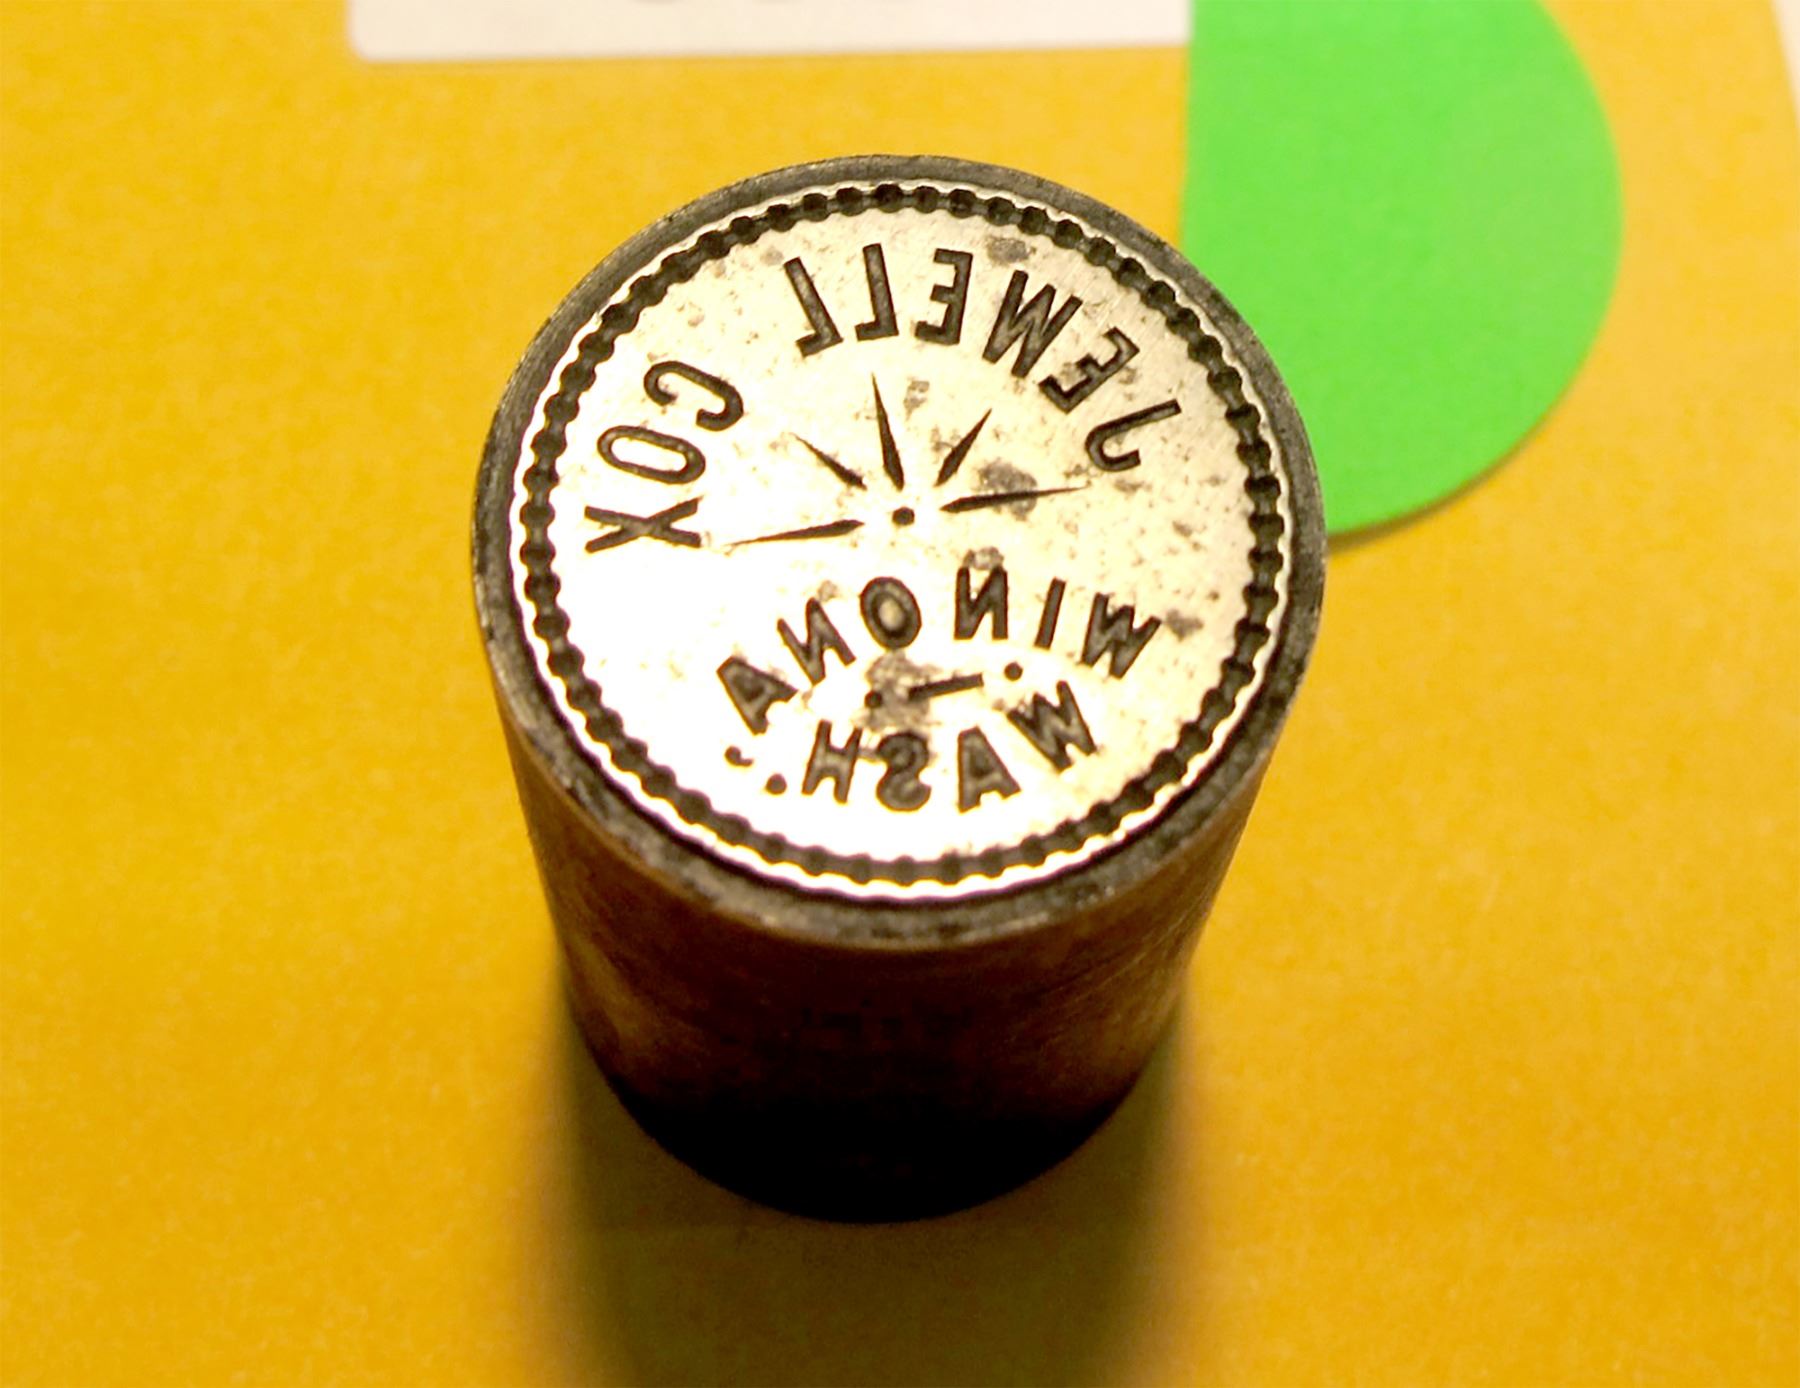 JEWELL COX
WINONA,
WASH.